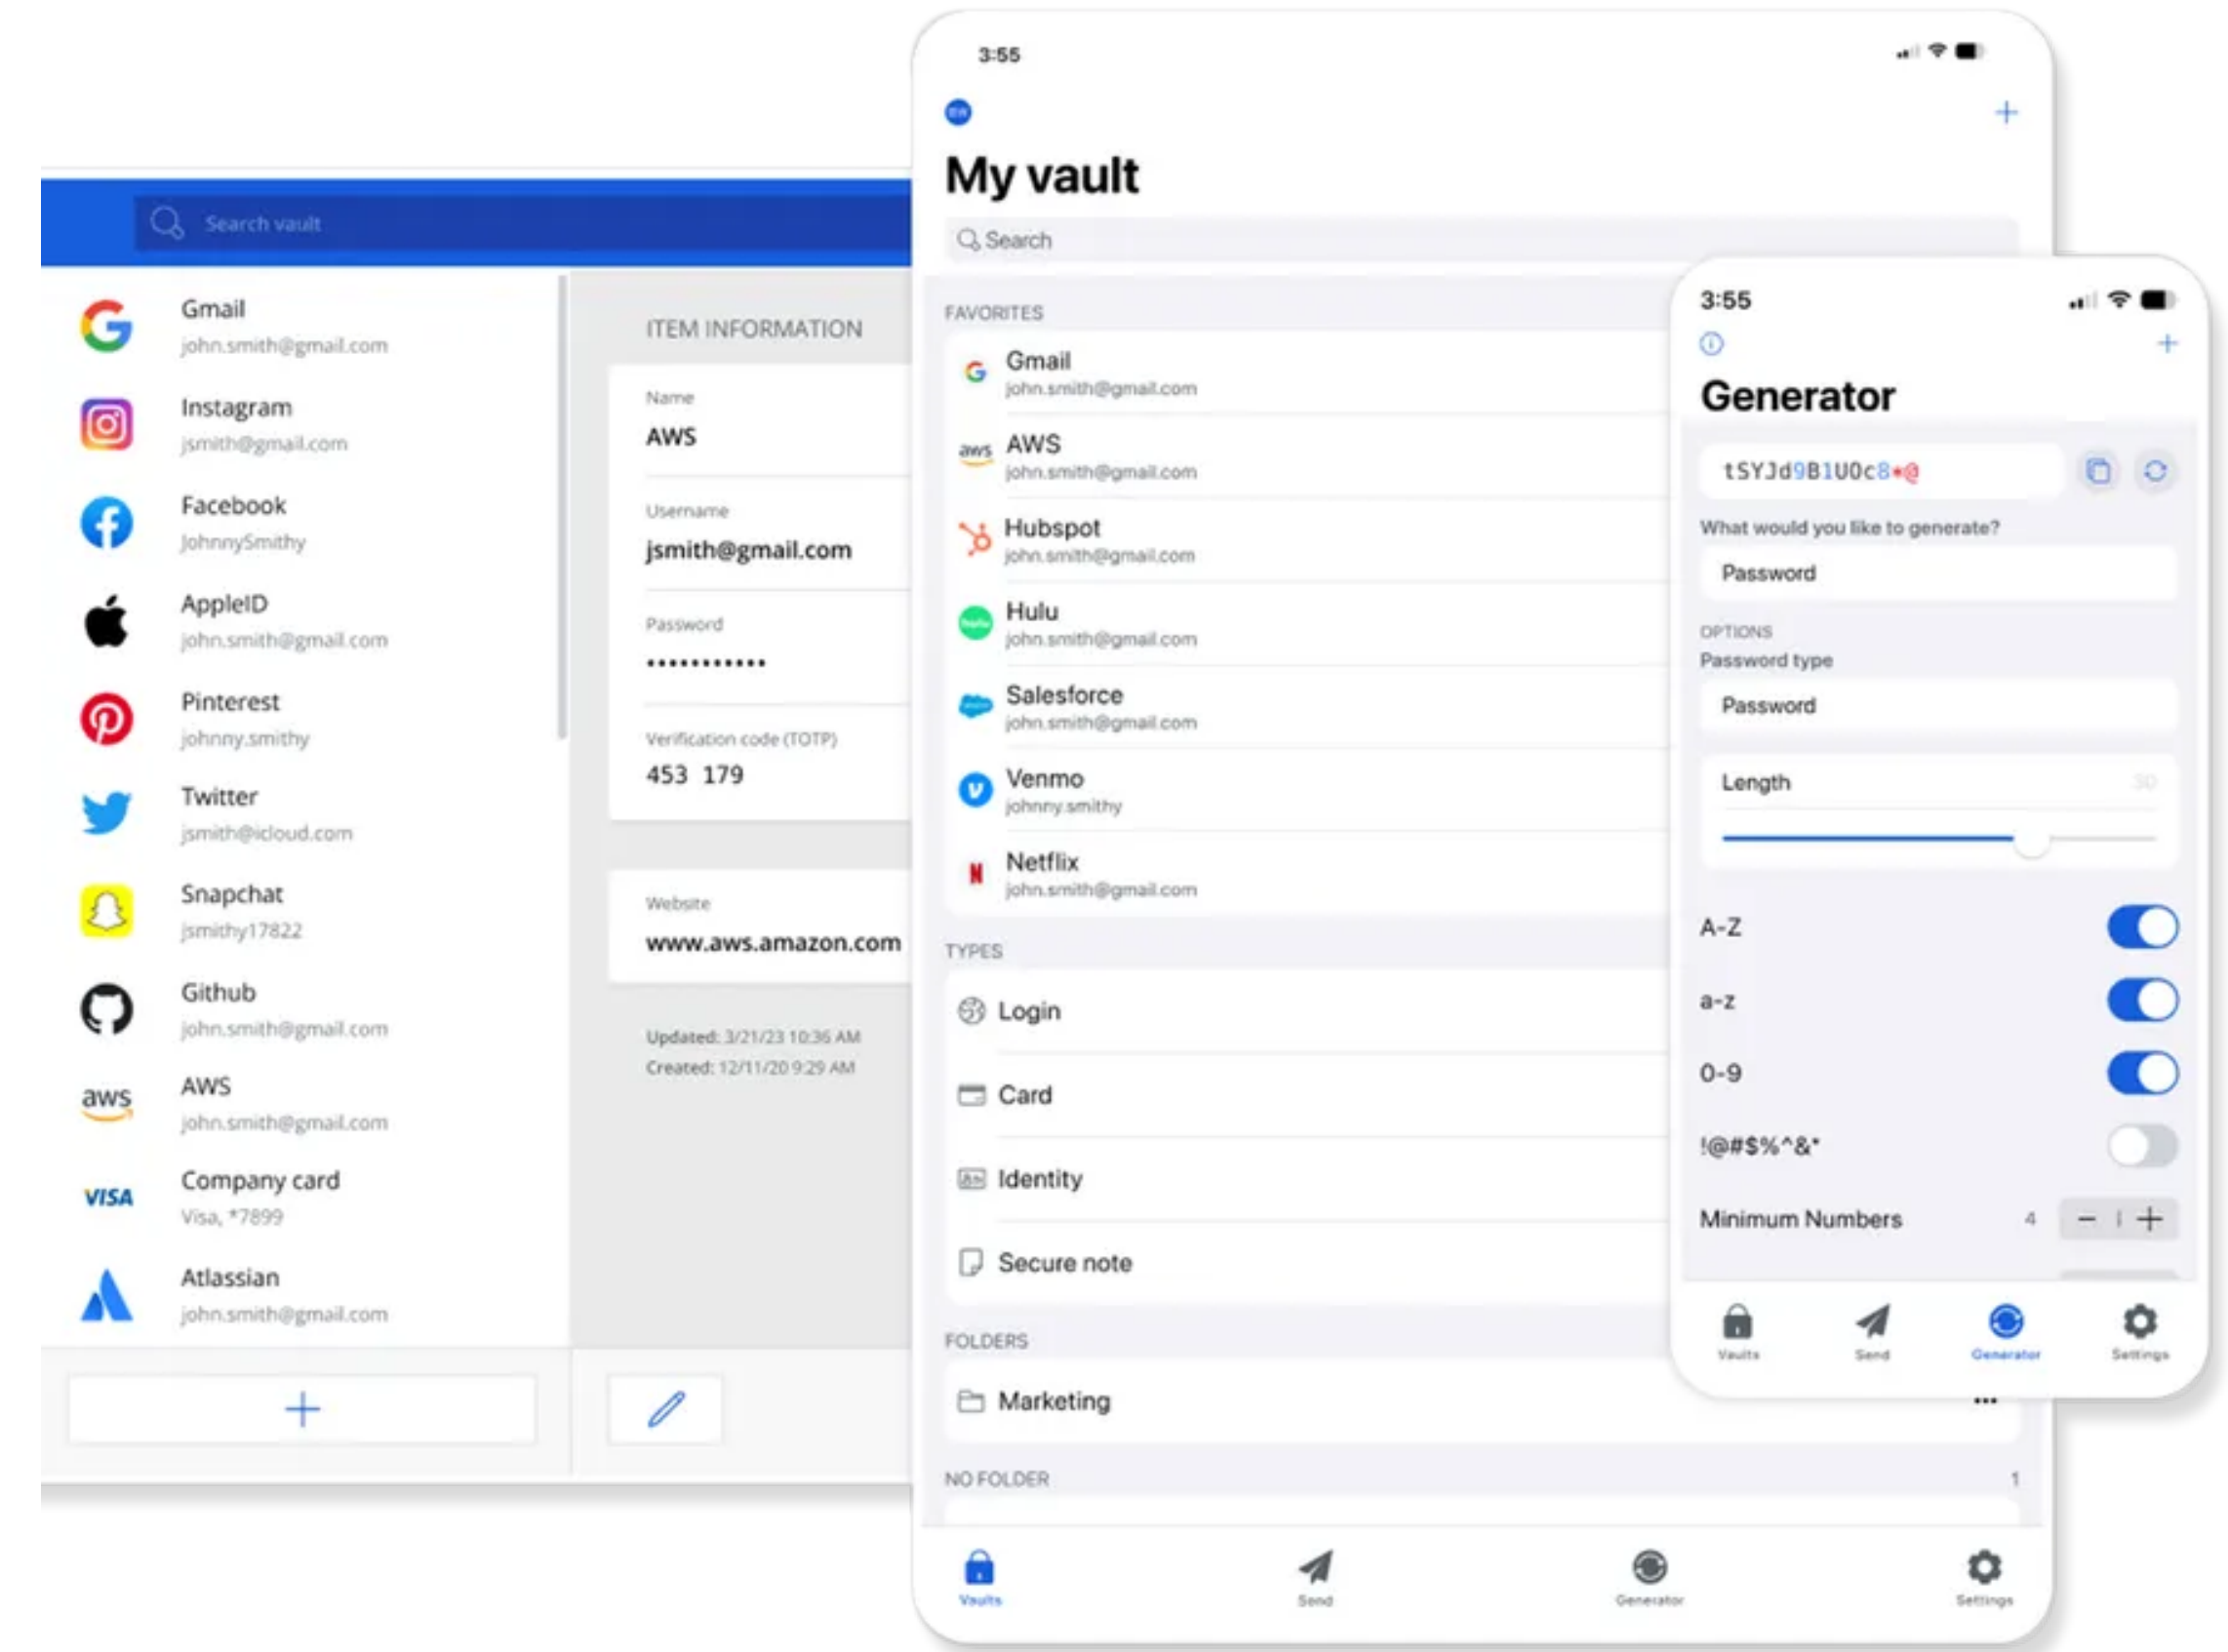 Search vault
Gmail
john.smith@gmail.com
Instagram
jsmith@gmail.com
Facebook
JohnnySmithy
AppleID
john.smith@gmail.com
Pinterest
johnny.smithy
Twitter
jsmith@icloud.com
Snapchat
jsmithy17822
Github
john.smith@gmail.com
aws
AWS
john.smith@gmail.com
VISA
Company card
Visa, *7899
Atlassian
john.smith@gmail.com
ITEM INFORMATION
Name
AWS
Username
jsmith@gmail.com
Password
•••••••••••
Verification code (TOTP)
453 179
Website
www.aws.amazon.com
Updated: 3/21/23 10:36 AM
Created: 12/11/20 9:29 AM
3:55
My vault
Search
FAVORITES
Gmail
john.smith@gmail.com
aws
AWS
john.smith@gmail.com
Hubspot
john.smith@gmail.com
hulu
Hulu
john.smith@gmail.com
Salesforce
john.smith@gmail.com
Venmo
johnny.smithy
Netflix
john.smith@gmail.com
TYPES
Login
Card
Identity
Secure note
FOLDERS
Marketing
NO FOLDER 1
Vaults
Send
Generator
Settings
3:55
Generator
tSYJd9B1UOc8*@
What would you like to generate?
Password
OPTIONS
Password type
Password
Length 30
A-Z
a-z
0-9
!@#$%^&*
Minimum Numbers 4
Vaults
Send
Generator
Settings